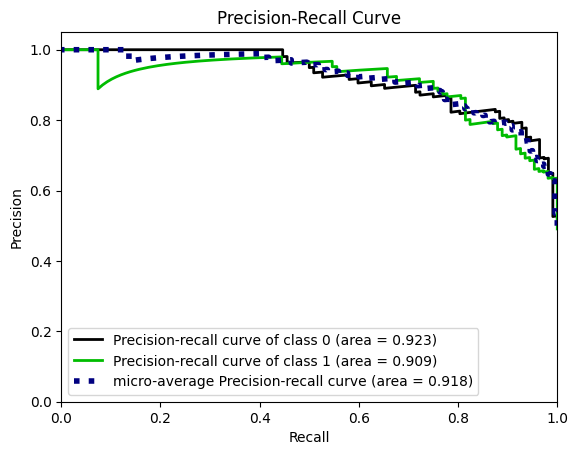 Precision-Recall Curve
1.0
0.8
0.6
0.4
0.2
0.0
Precision
Precision-recall curve of class 0 (area = 0.923)
Precision-recall curve of class 1 (area = 0.909)
micro-average Precision-recall curve (area = 0.918)
0.0 0.2 0.4 0.6 0.8 1.0
Recall